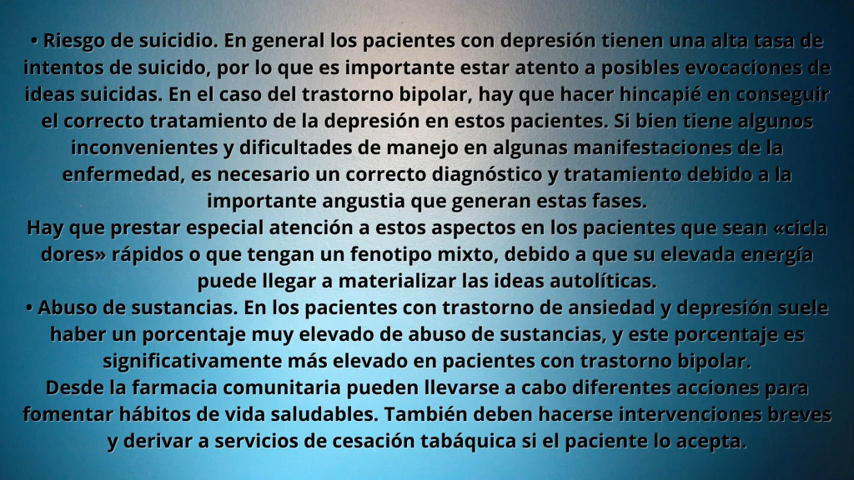 • Riesgo de suicidio. En general los pacientes con depresión tienen una alta tasa de
intentos de suicido, por lo que es importante estar atento a posibles evocaciones de
ideas suicidas. En el caso del trastorno bipolar, hay que hacer hincapié en conseguir
el correcto tratamiento de la depresión en estos pacientes. Si bien tiene algunos
inconvenientes y dificultades de manejo en algunas manifestaciones de la
enfermedad, es necesario un correcto diagnóstico y tratamiento debido a la
importante angustia que generan estas fases.
Hay que prestar especial atención a estos aspectos en los pacientes que sean «cicla
dores» rápidos o que tengan un fenotipo mixto, debido a que su elevada energía
puede llegar a materializar las ideas autolíticas.
• Abuso de sustancias. En los pacientes con trastorno de ansiedad y depresión suele
haber un porcentaje muy elevado de abuso de sustancias, y este porcentaje es
significativamente más elevado en pacientes con trastorno bipolar.
Desde la farmacia comunitaria pueden llevarse a cabo diferentes acciones para
fomentar hábitos de vida saludables. También deben hacerse intervenciones breves
y derivar a servicios de cesación tabáquica si el paciente lo acepta.